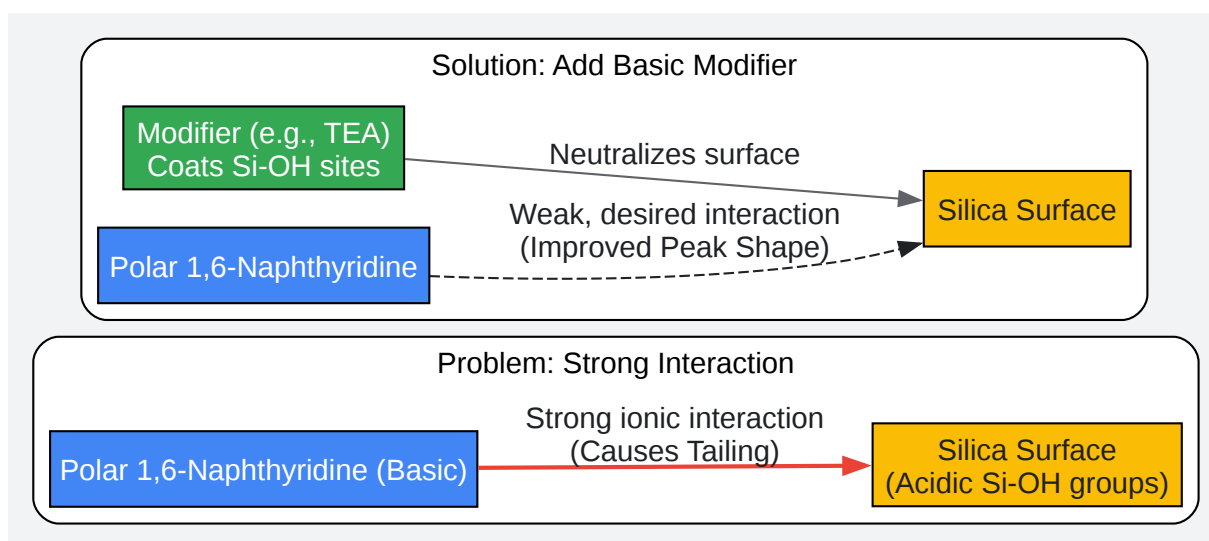 Solution: Add Basic Modifier
Modifier (e.g., TEA)
Coats Si-OH sites
Neutralizes surface
Silica Surface
Weak, desired interaction
(Improved Peak Shape)
Polar 1,6-Naphthyridine
Problem: Strong Interaction
Polar 1,6-Naphthyridine (Basic)
Strong ionic interaction
(Causes Tailing)
Silica Surface
(Acidic Si-OH groups)